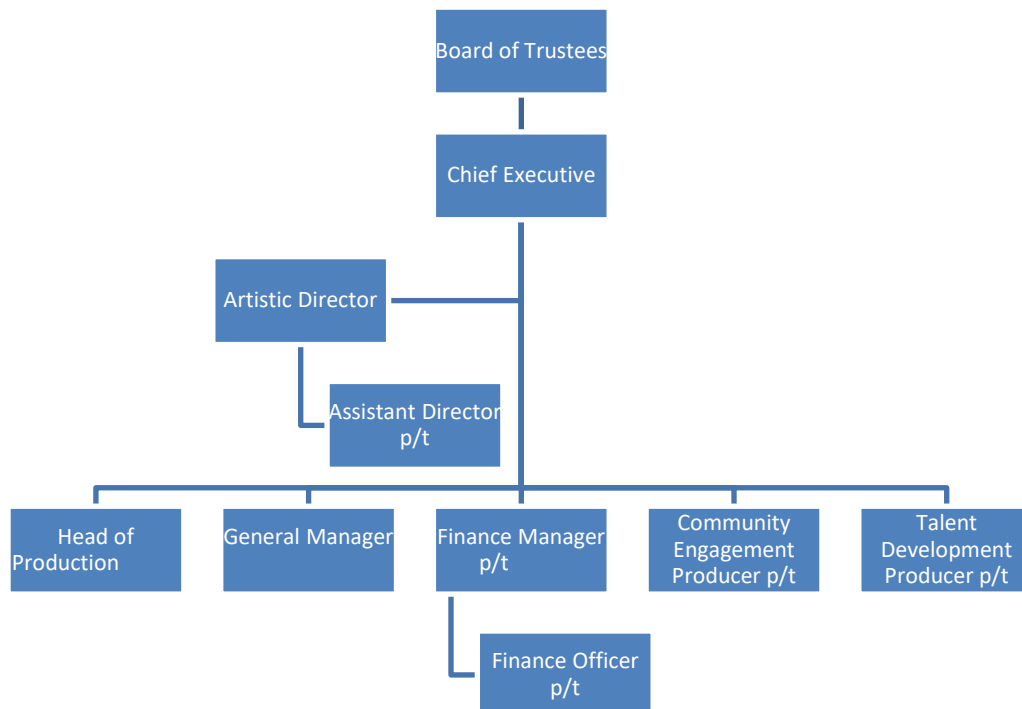 Board of Trustees
Chief Executive
Artistic Director
Assistant Director
p/t
Head of
Production
General Manager
Finance Manager
p/t
Community
Engagement
Producer p/t
Talent
Development
Producer p/t
Finance Officer
p/t